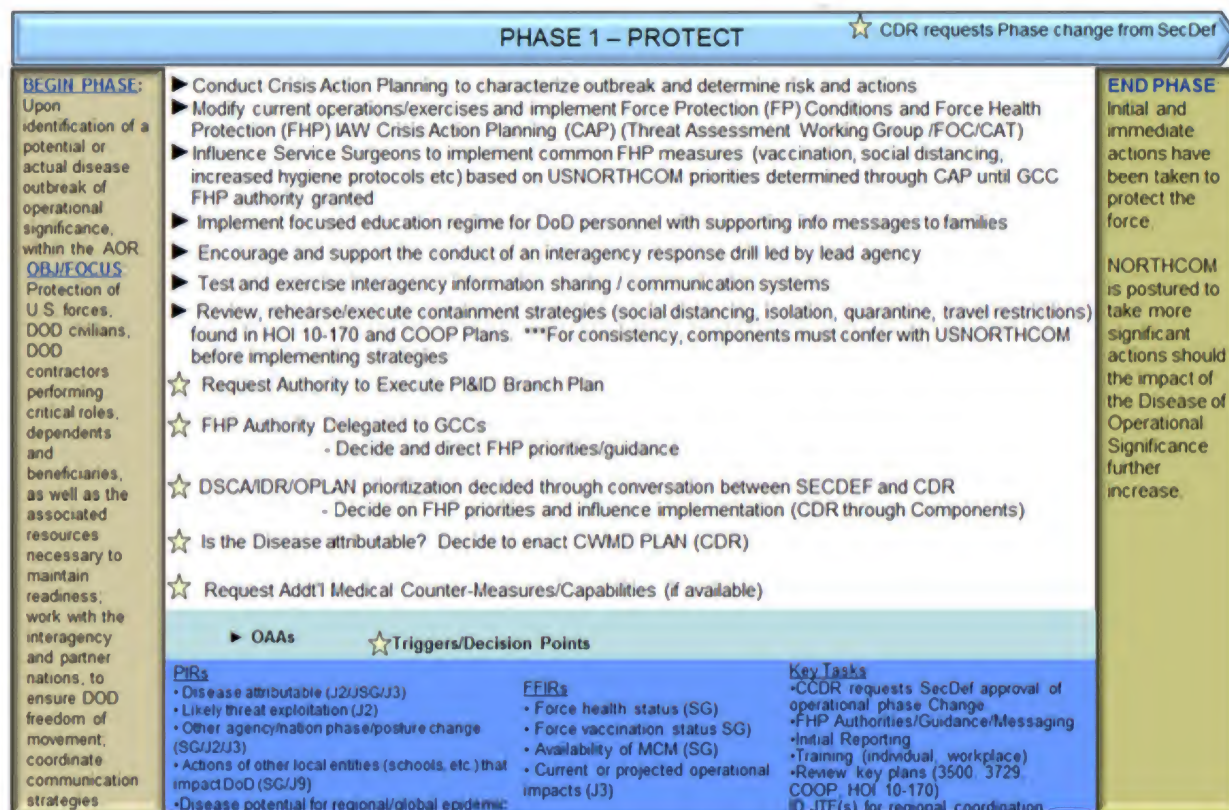 PHASE 1 – PROTECT
CDR requests Phase change from SecDef
BEGIN PHASE:
Upon
identification of a
potential or
actual disease
outbreak of
operational
significance,
within the AOR
OBJ/FOCUS:
Protection of
U.S. forces,
DOD civilians,
DOD
contractors
performing
critical roles,
dependents
and
beneficiaries,
as well as the
associated
resources
necessary to
maintain
readiness;
work with the
interagency
and partner
nations, to
ensure DOD
freedom of
movement;
coordinate
communication
strategies
► Conduct Crisis Action Planning to characterize outbreak and determine risk and actions
► Modify current operations/exercises and implement Force Protection (FP) Conditions and Force Health
Protection (FHP) IAW Crisis Action Planning (CAP) (Threat Assessment Working Group /FOC/CAT)
► Influence Service Surgeons to implement common FHP measures (vaccination, social distancing,
increased hygiene protocols etc) based on USNORTHCOM priorities determined through CAP until GCC
FHP authority granted
► Implement focused education regime for DoD personnel with supporting info messages to families
► Encourage and support the conduct of an interagency response drill led by lead agency
► Test and exercise interagency information sharing / communication systems
► Review, rehearse/execute containment strategies (social distancing, isolation, quarantine, travel restrictions)
found in HOI 10-170 and COOP Plans. ***For consistency, components must confer with USNORTHCOM
before implementing strategies
Request Authority to Execute PI&ID Branch Plan
FHP Authority Delegated to GCCs
- Decide and direct FHP priorities/guidance
DSCA/IDR/OPLAN prioritization decided through conversation between SECDEF and CDR
- Decide on FHP priorities and influence implementation (CDR through Components)
Is the Disease attributable? Decide to enact CWMD PLAN (CDR)
Request Addt'l Medical Counter-Measures/Capabilities (if available)
► OAAs
Triggers/Decision Points
PIRs
• Disease attributable (J2/JSG/J3)
• Likely threat exploitation (J2)
• Other agency/nation phase/posture change
(SG/J2/J3)
• Actions of other local entities (schools, etc.) that
impact DoD (SG/J9)
•Disease potential for regional/global epidemic
FFIRs
• Force health status (SG)
• Force vaccination status SG)
• Availability of MCM (SG)
• Current or projected operational
impacts (J3)
Key Tasks
•CCDR requests SecDef approval of
operational phase Change
•FHP Authorities/Guidance/Messaging
•Initial Reporting
•Training (individual, workplace)
•Review key plans (3500, 3729,
COOP, HOI 10-170)
ID JTF(s) for regional coordination
END PHASE
Initial and
immediate
actions have
been taken to
protect the
force.
NORTHCOM
is postured to
take more
significant
actions should
the impact of
the Disease of
Operational
Significance
further
increase.